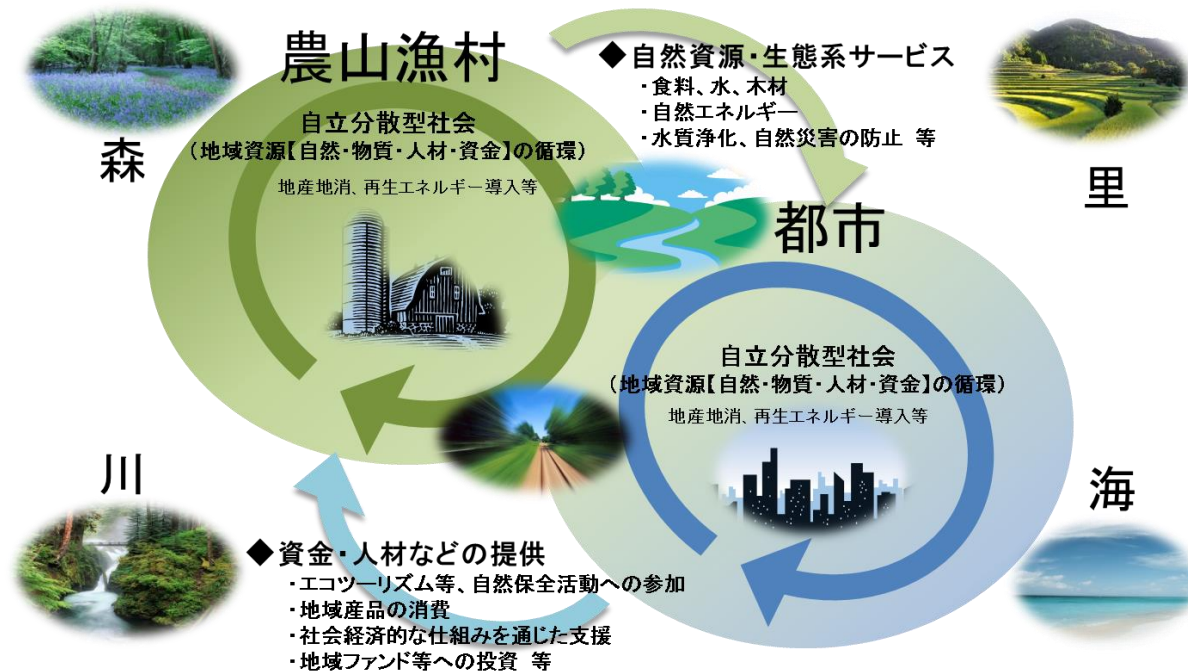 農山漁村
自立分散型社会
（地域資源【自然・物質・人材・資金】の循環）
地産地消、再生エネルギー導入等
◆自然資源・生態系サービス
・食料、水、木材
・自然エネルギー
・水質浄化、自然災害の防止 等
森
里
都市
自立分散型社会
（地域資源【自然・物質・人材・資金】の循環）
地産地消、再生エネルギー導入等
川
海
◆資金・人材などの提供
・エコツーリズム等、自然保全活動への参加
・地域産品の消費
・社会経済的な仕組みを通じた支援
・地域ファンド等への投資 等